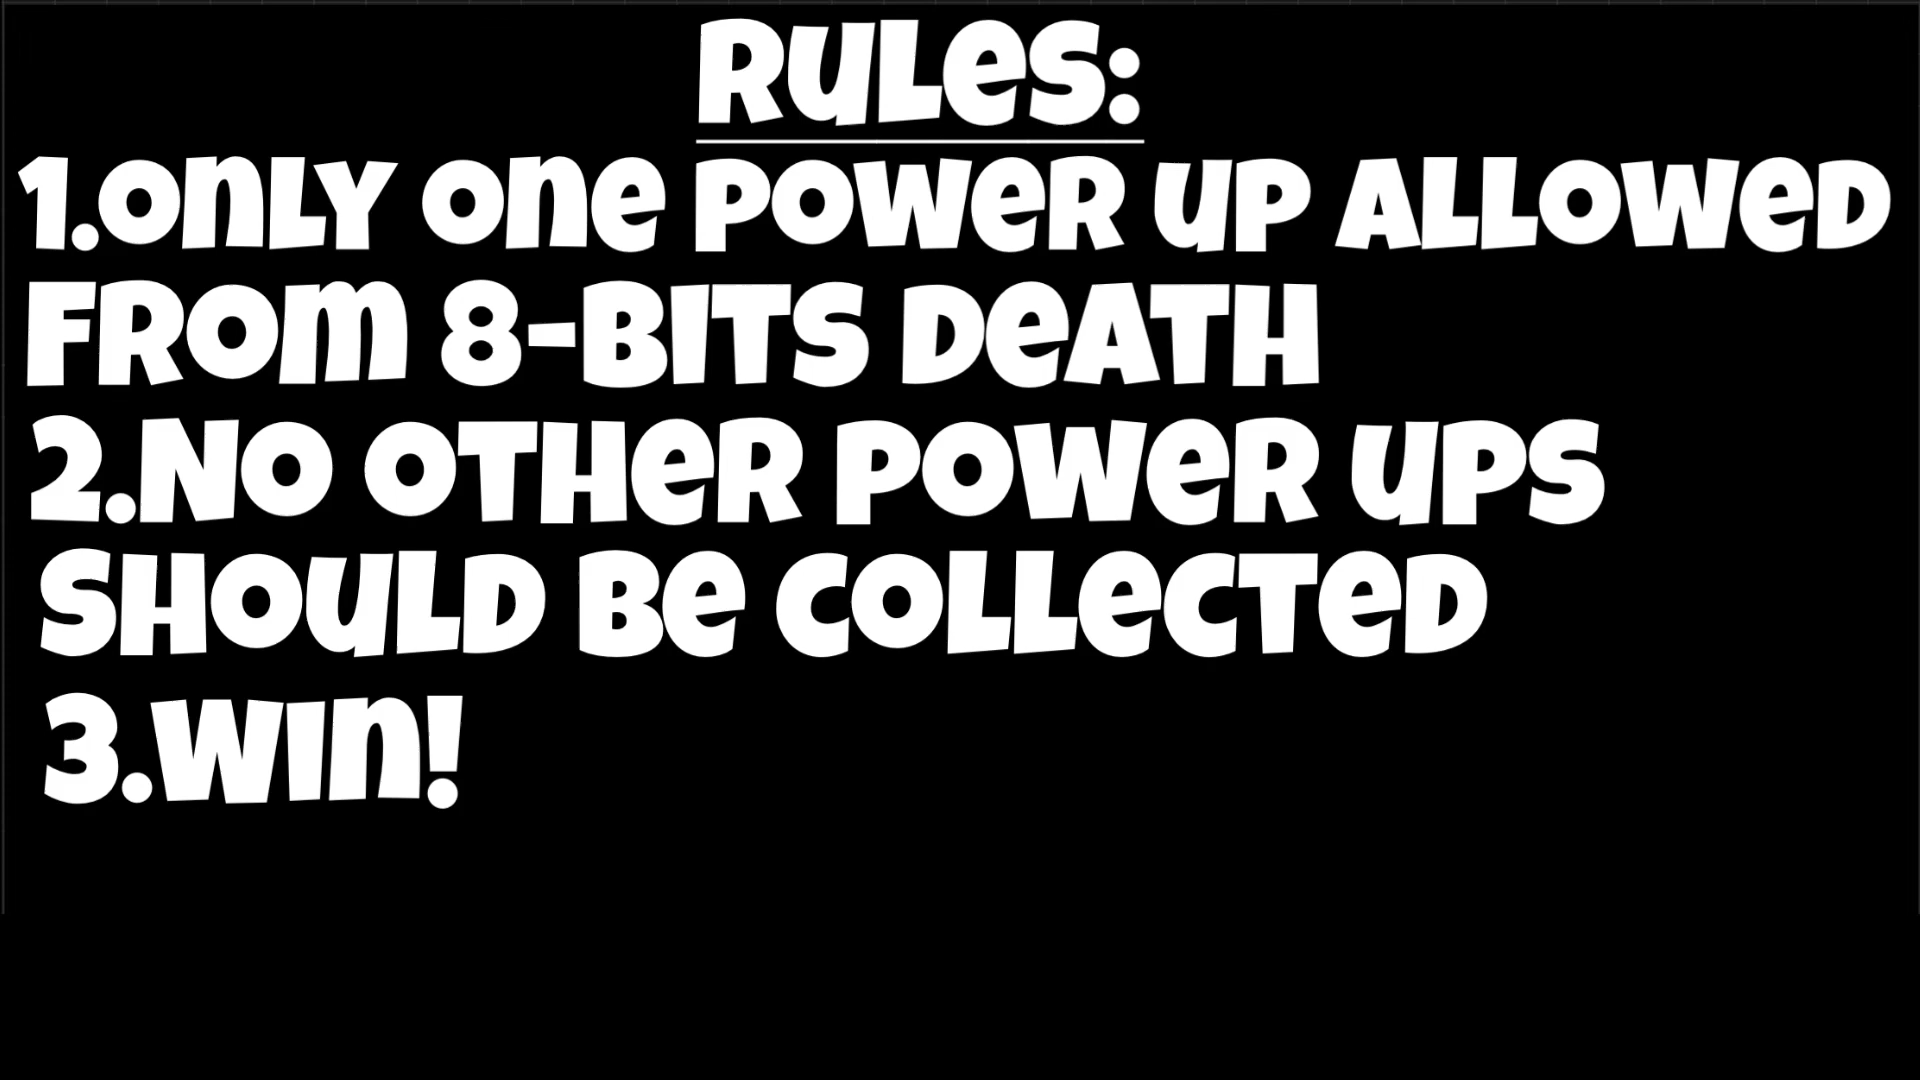 RULES:
1.ONLY ONE POWER UP ALLOWED
FROM 8-BITS DEATH
2.NO OTHER POWER UPS
SHOULD BE COLLECTED
3.WIN!